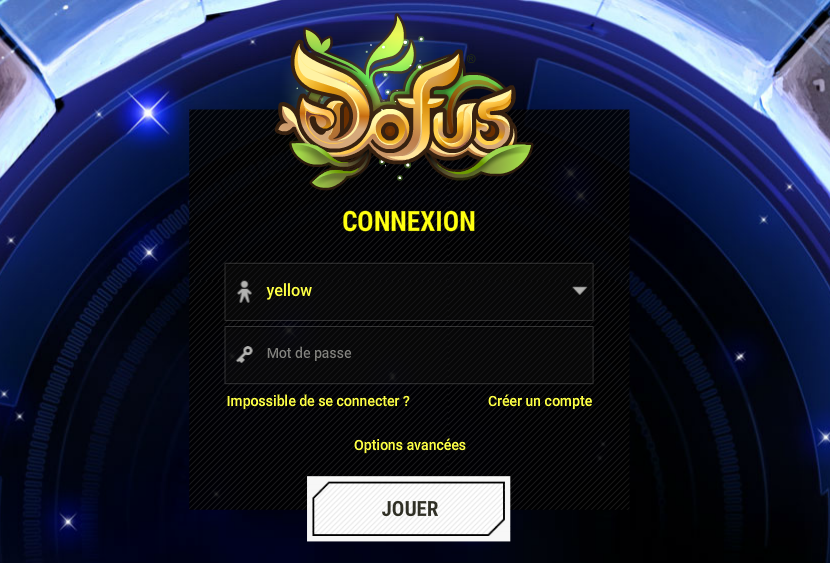 Dofus
CONNEXION
yellow
Mot de passe
Impossible de se connecter ?
Créer un compte
Options avancées
JOUER